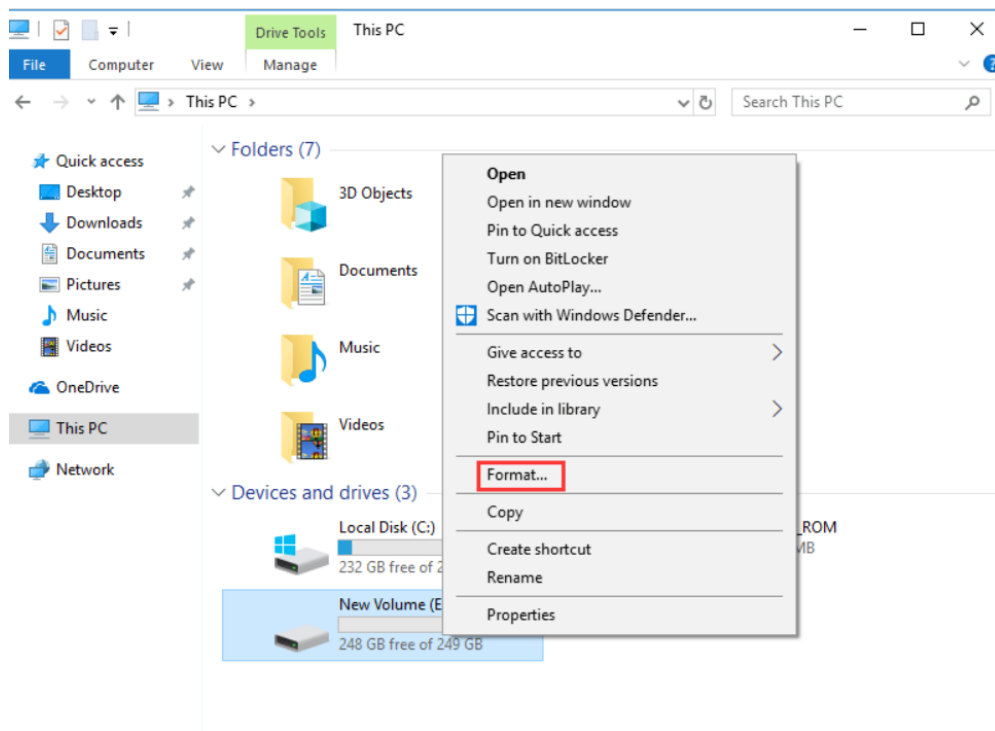 Drive Tools
This PC
File
Computer
View
Manage
This PC
Search This PC
Quick access
Desktop
Downloads
Documents
Pictures
Music
Videos
OneDrive
This PC
Network
Folders (7)
3D Objects
Documents
Music
Videos
Devices and drives (3)
Local Disk (C:)
232 GB free of 2
_ROM
MB
New Volume (E
248 GB free of 249 GB
Open
Open in new window
Pin to Quick access
Turn on BitLocker
Open AutoPlay...
Scan with Windows Defender...
Give access to
Restore previous versions
Include in library
Pin to Start
Format...
Copy
Create shortcut
Rename
Properties